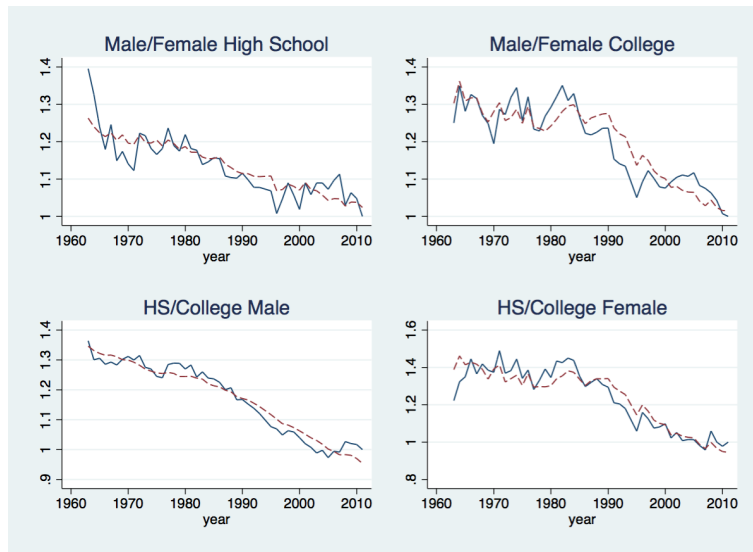 Male/Female High School
1.4
1.3
1.2
1.1
1
1960 1970 1980 1990 2000 2010
year
Male/Female College
1.4
1.3
1.2
1.1
1
1960 1970 1980 1990 2000 2010
year
HS/College Male
1.4
1.3
1.2
1.1
1
.9
1960 1970 1980 1990 2000 2010
year
HS/College Female
1.6
1.4
1.2
1
.8
1960 1970 1980 1990 2000 2010
year